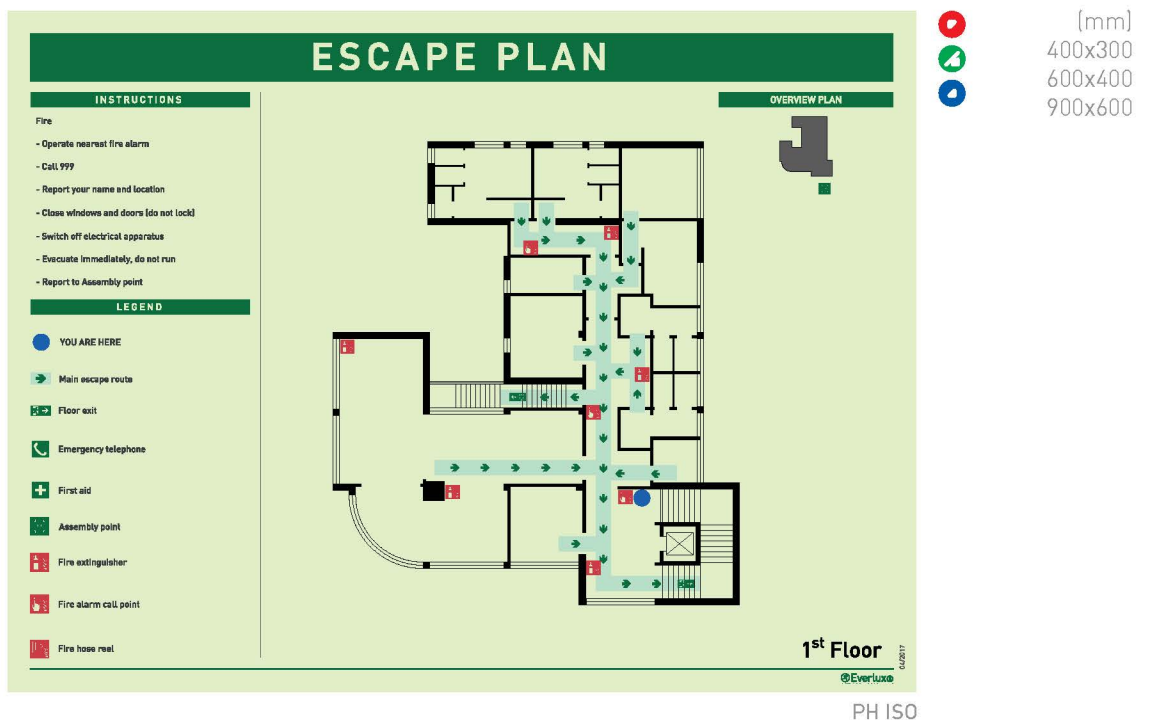 ESCAPE PLAN
INSTRUCTIONS
Fire
- Operate nearest fire alarm
- Call 999
- Report your name and location
- Close windows and doors (do not lock)
- Switch off electrical apparatus
- Evacuate immediately, do not run
- Report to Assembly point
LEGEND
YOU ARE HERE
Main escape route
Floor exit
Emergency telephone
First aid
Assembly point
Fire extinguisher
Fire alarm call point
Fire hose reel
OVERVIEW PLAN
1st Floor
04/2017
Everlux
PH ISO
(mm)
400x300
600x400
900x600